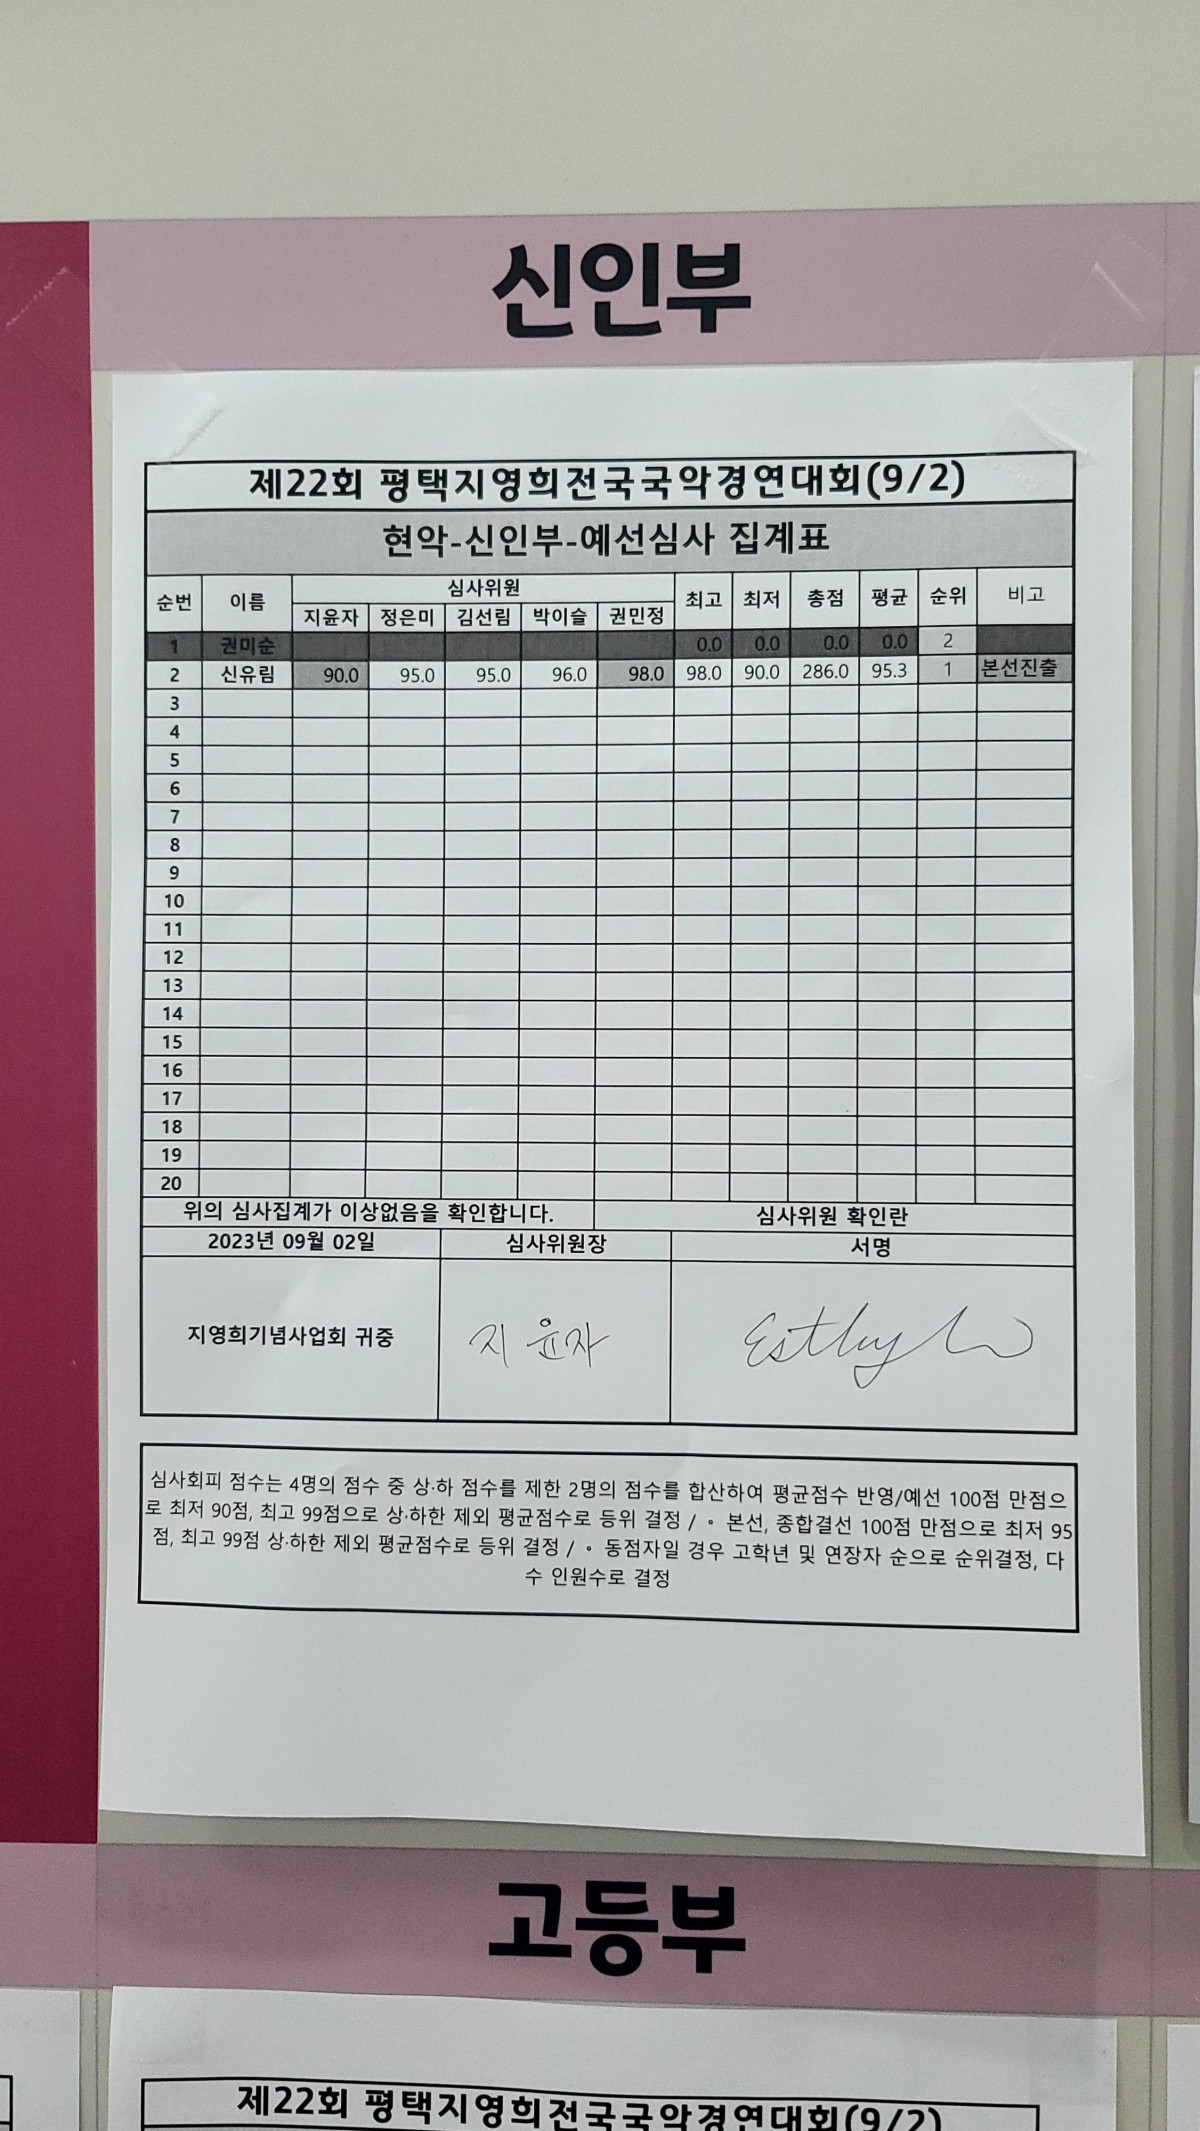 신인부
제22회 평택지영희전국국악경연대회(9/2)
현악-신인부-예선심사 집계표
순번 이름 심사위원 최고 최저 총점 평균 순위 비고
지윤자 정은미 김선림 박이슬 권민정
1 권미순 0.0 0.0 0.0 0.0 2
2 신유림 90.0 95.0 95.0 96.0 98.0 98.0 90.0 286.0 95.3 1 본선진출
3
4
5
6
7
8
9
10
11
12
13
14
15
16
17
18
19
20
위의 심사집계가 이상없음을 확인합니다. 심사위원 확인란
2023년 09월 02일 심사위원장 서명
지영희기념사업회 귀중 지윤자
심사회피 점수는 4명의 점수 중 상·하 점수를 제한 2명의 점수를 합산하여 평균점수 반영/예선 100점 만점으
로 최저 90점, 최고 99점으로 상·하한 제외 평균점수로 등위 결정 / ◦ 본선, 종합결선 100점 만점으로 최저 95
점, 최고 99점 상·하한 제외 평균점수로 등위 결정 / ◦ 동점자일 경우 고학년 및 연장자 순으로 순위결정, 다
수 인원수로 결정
고등부
제22회 평택지영희전국국악경연대회(9/2)